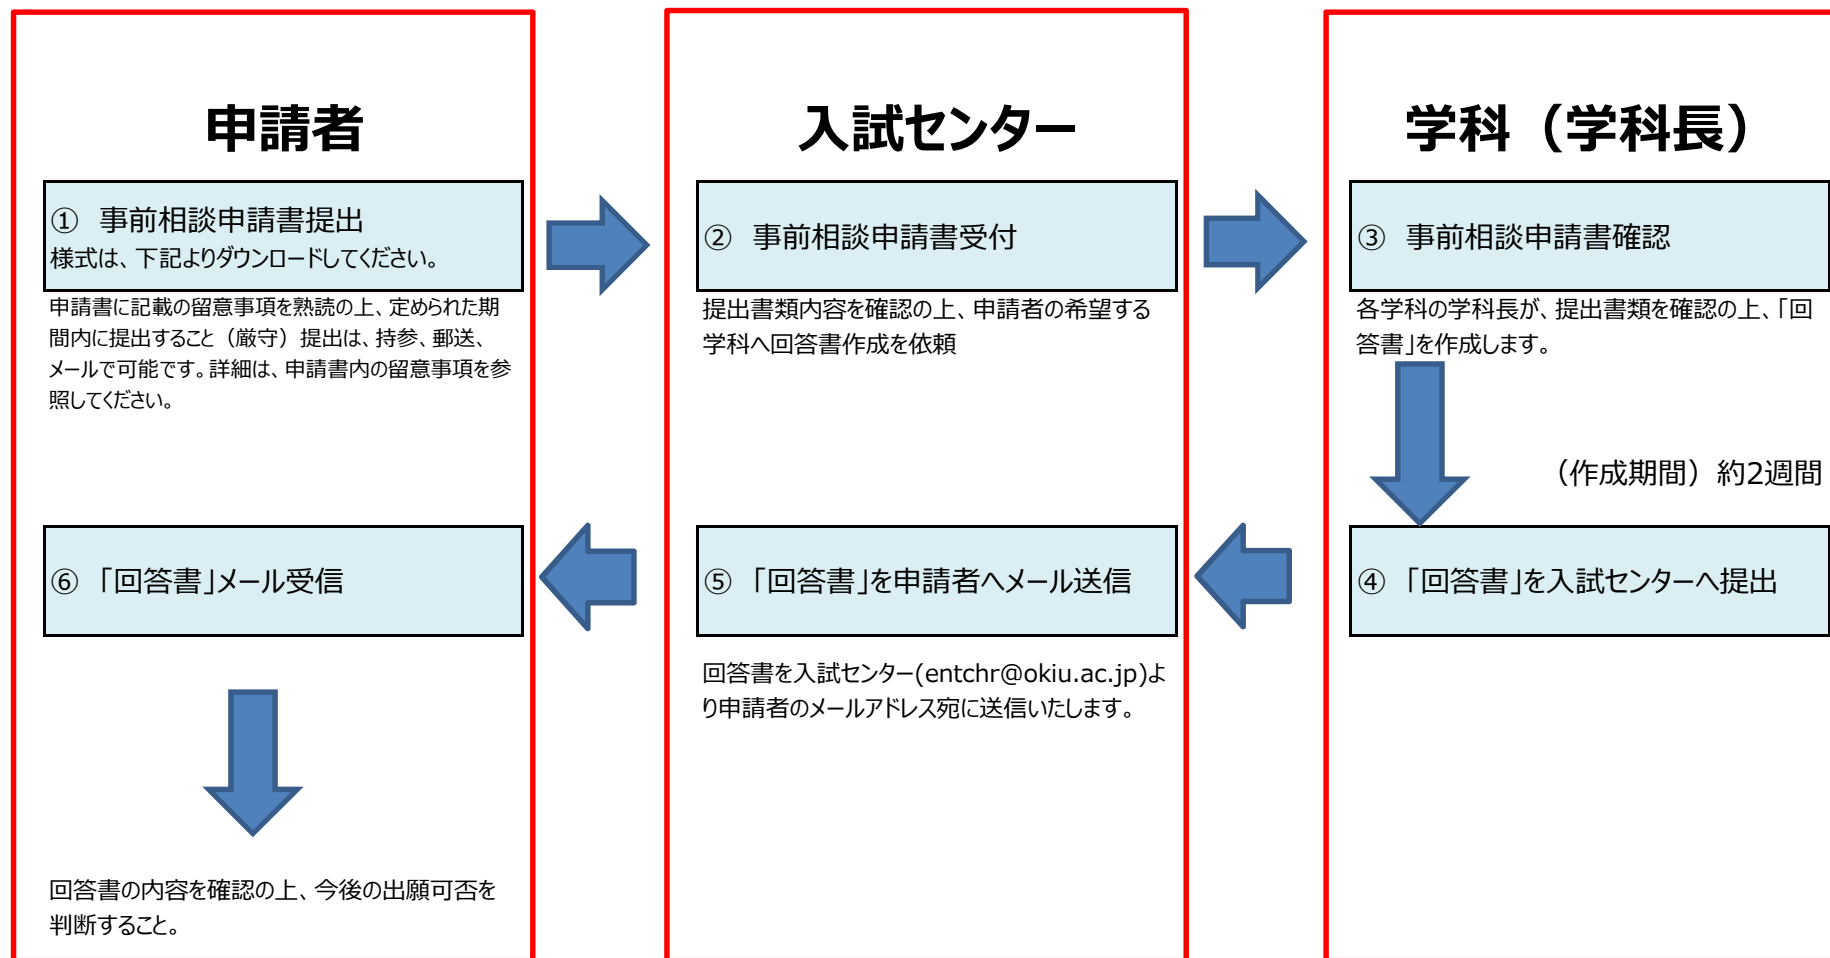 申請者
① 事前相談申請書提出
様式は、下記よりダウンロードしてください。
申請書に記載の留意事項を熟読の上、定められた期
間内に提出すること（厳守）提出は、持参、郵送、
メールで可能です。詳細は、申請書内の留意事項を参
照してください。
入試センター
② 事前相談申請書受付
提出書類内容を確認の上、申請者の希望する
学科へ回答書作成を依頼
学科（学科長）
③ 事前相談申請書確認
各学科の学科長が、提出書類を確認の上、「回
答書」を作成します。
（作成期間）約2週間
④ 「回答書」を入試センターへ提出
⑤ 「回答書」を申請者へメール送信
回答書を入試センター(entchr@okiu.ac.jp)よ
り申請者のメールアドレス宛に送信いたします。
⑥ 「回答書」メール受信
回答書の内容を確認の上、今後の出願可否を
判断すること。